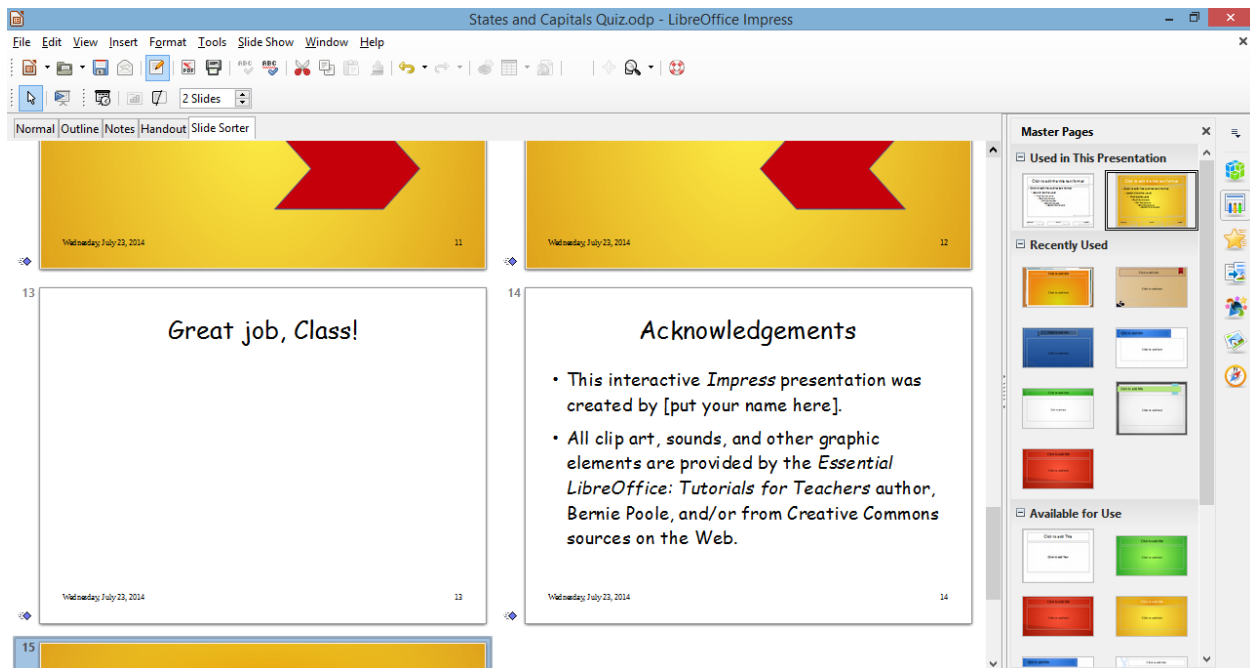 States and Capitals Quiz.odp - LibreOffice Impress
File Edit View Insert Format Tools Slide Show Window Help
2 Slides
Normal Outline Notes Handout Slide Sorter
Wednesday, July 23, 2014
11
Wednesday, July 23, 2014
12
13
Great job, Class!
Wednesday, July 23, 2014
13
14
Acknowledgements
• This interactive Impress presentation was
created by [put your name here].
• All clip art, sounds, and other graphic
elements are provided by the Essential
LibreOffice: Tutorials for Teachers author,
Bernie Poole, and/or from Creative Commons
sources on the Web.
Wednesday, July 23, 2014
14
15
Master Pages
Used in This Presentation
Recently Used
Available for Use
Click to add Title